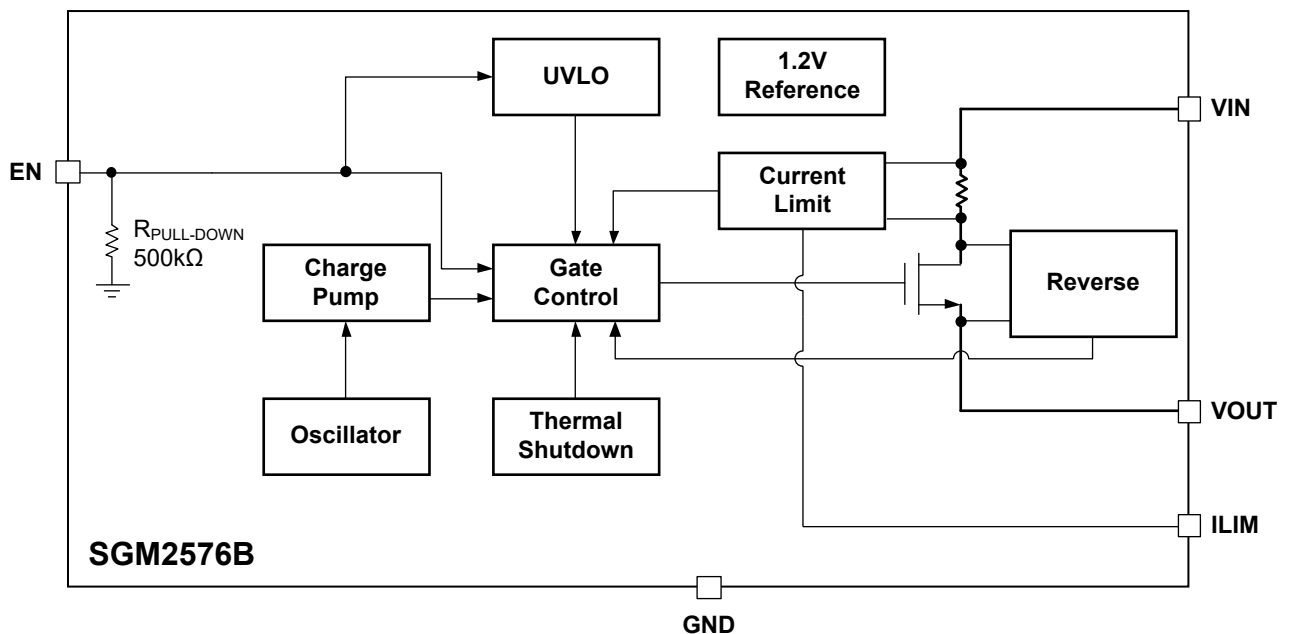 UVLO
1.2V
Reference
VIN
EN
Current
Limit
R_PULL-DOWN
500kΩ
Charge
Pump
Gate
Control
Reverse
Oscillator
Thermal
Shutdown
VOUT
ILIM
SGM2576B
GND